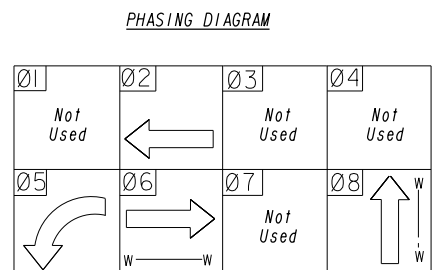 PHASING DIAGRAM
Ø1 Ø2 Ø3 Ø4
Not Not Not
Used Used Used
Ø5 Ø6 Ø7 Ø8
W
Not
Used
W W W